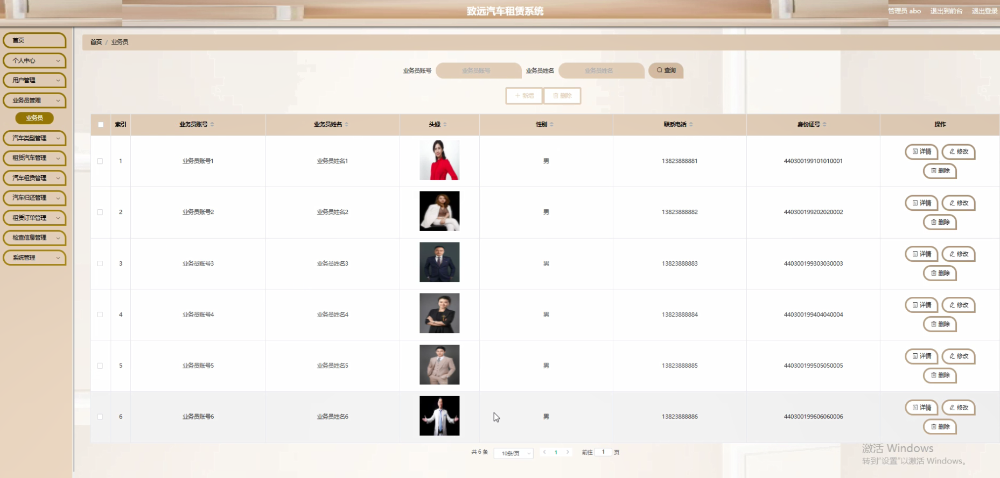 致远汽车租赁系统
管理员 abo 退出到前台 退出登录
首页
个人中心
用户管理
业务员管理
业务员
汽车类型管理
租赁汽车管理
汽车租赁管理
汽车归还管理
租赁订单管理
检查信息管理
系统管理
首页 / 业务员
业务员账号 业务员账号 业务员姓名 业务员姓名 查询
新增 删除
索引 业务员账号 业务员姓名 头像 性别 联系电话 身份证号 操作
1 业务员账号1 业务员姓名1 男 13823888881 440300199101010001 详情 修改
删除
2 业务员账号2 业务员姓名2 男 13823888882 440300199202020002 详情 修改
删除
3 业务员账号3 业务员姓名3 男 13823888883 440300199303030003 详情 修改
删除
4 业务员账号4 业务员姓名4 男 13823888884 440300199404040004 详情 修改
删除
5 业务员账号5 业务员姓名5 男 13823888885 440300199505050005 详情 修改
删除
6 业务员账号6 业务员姓名6 男 13823888886 440300199606060006 详情 修改
删除
共 6 条 10条/页 1 前往 1 页
激活 Windows
转到"设置"以激活 Windows。